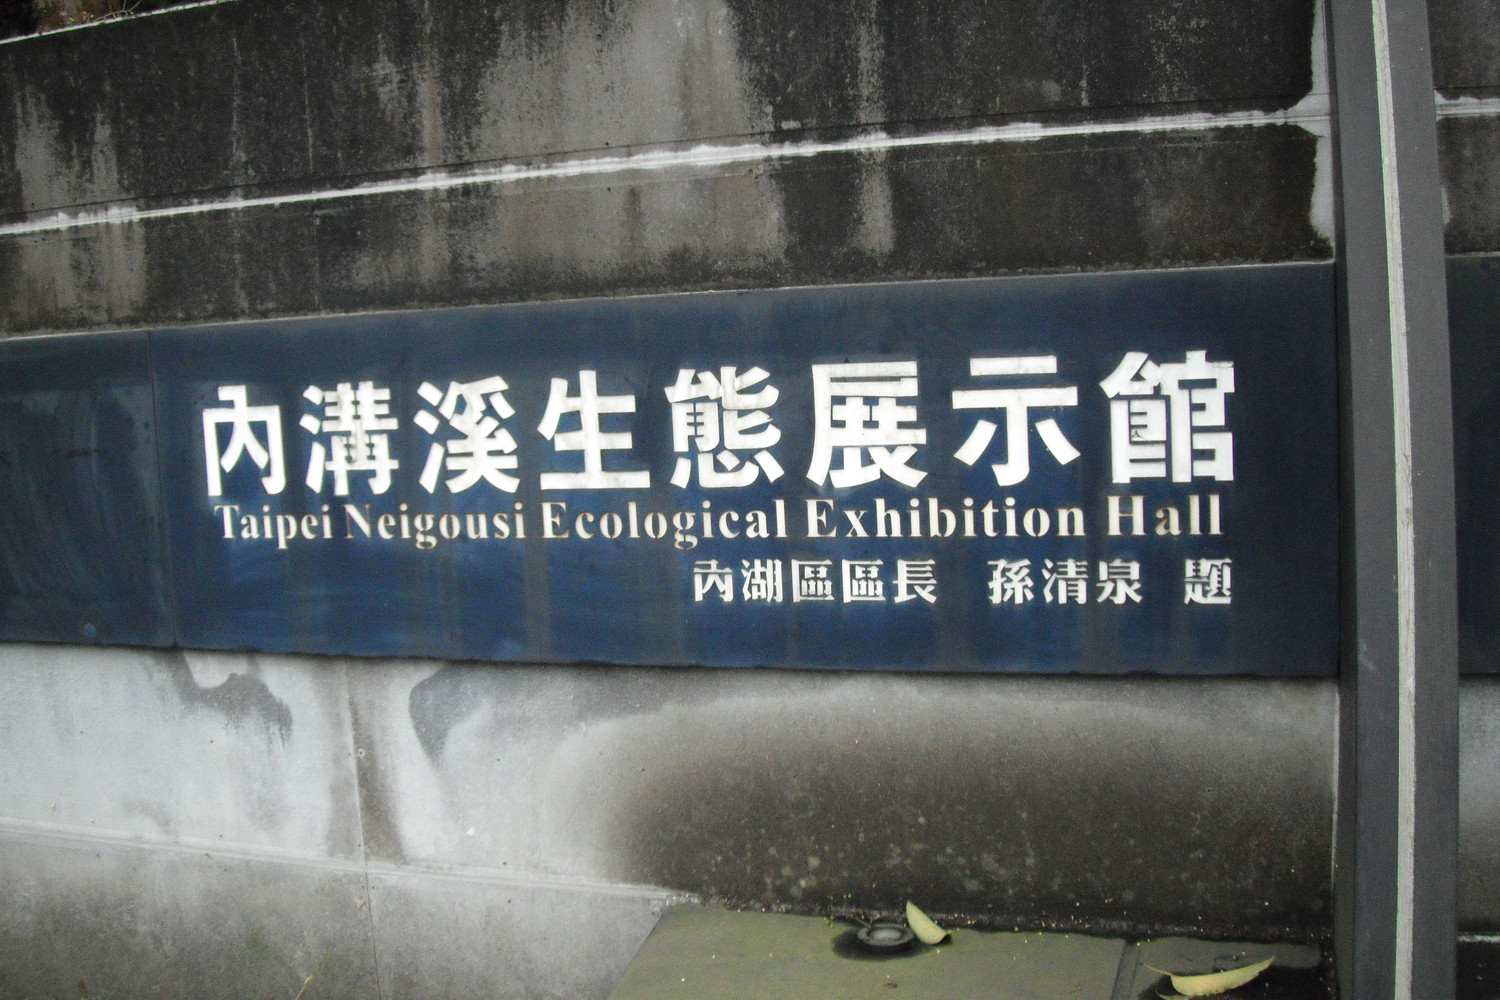 內溝溪生態展示館
Taipei Neigousi Ecological Exhibition Hall
內湖區區長 孫清泉 題